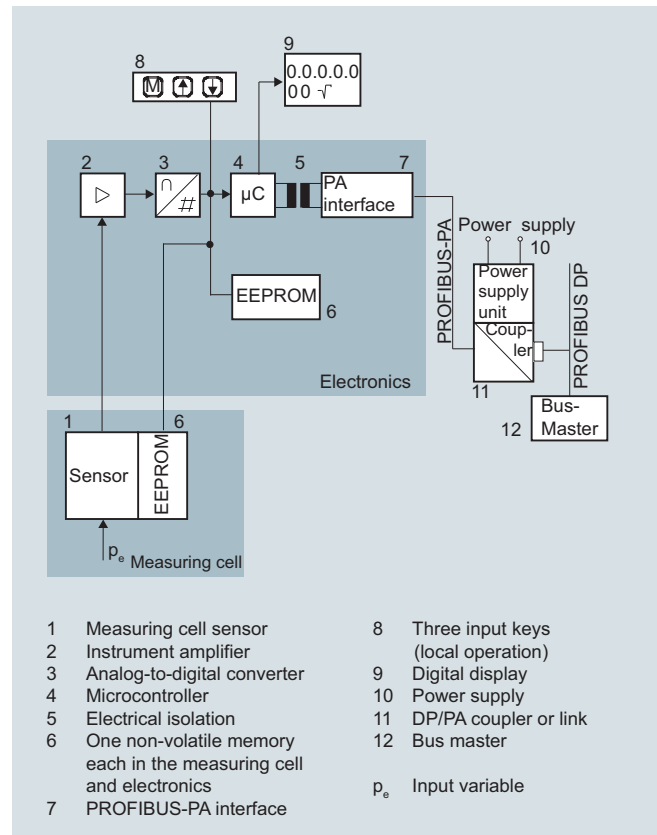 8
9
M
0.0.0.0.0
00 √
2
3
4
5
7
∩
#
µC
PA
interface
PROFIBUS-PA
Power supply
10
Power
supply
unit
Coup-
ler
PROFIBUS DP
EEPROM
6
11
Electronics
12
Bus-
Master
1
6
Sensor
EEPROM
pe
Measuring cell
1 Measuring cell sensor
2 Instrument amplifier
3 Analog-to-digital converter
4 Microcontroller
5 Electrical isolation
6 One non-volatile memory
each in the measuring cell
and electronics
7 PROFIBUS-PA interface
8 Three input keys
(local operation)
9 Digital display
10 Power supply
11 DP/PA coupler or link
12 Bus master
pe Input variable